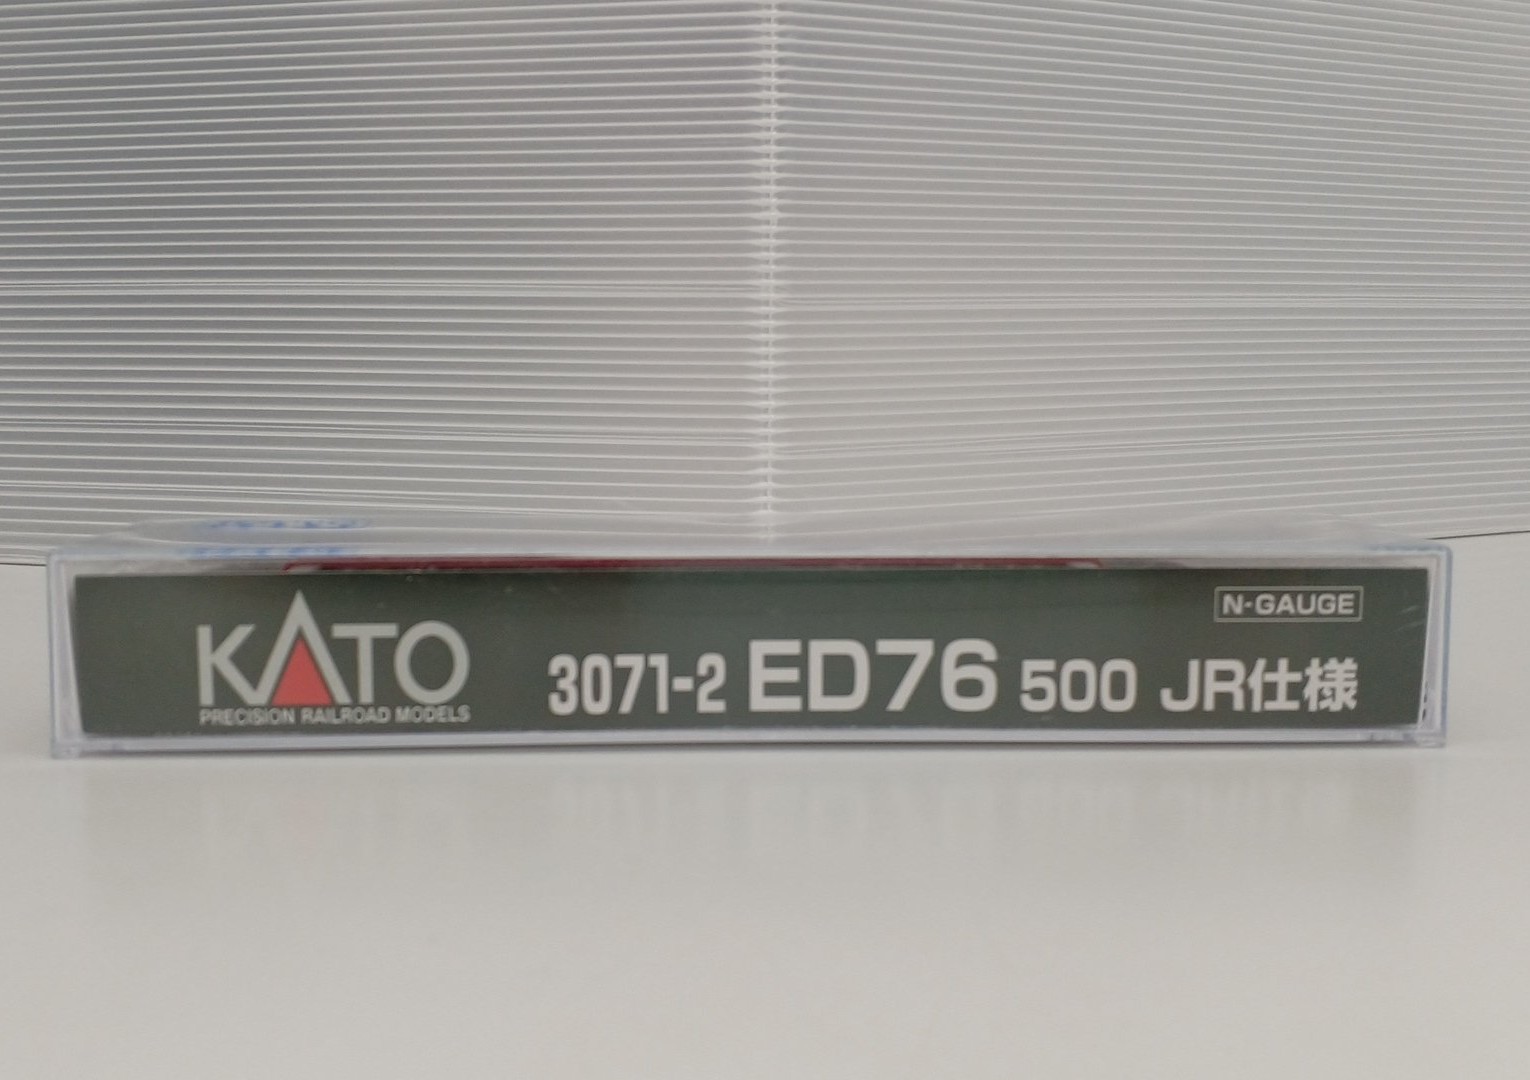 N-GAUGE
KATO
PRECISION RAILROAD MODELS
3071-2 ED76 500 JR仕様